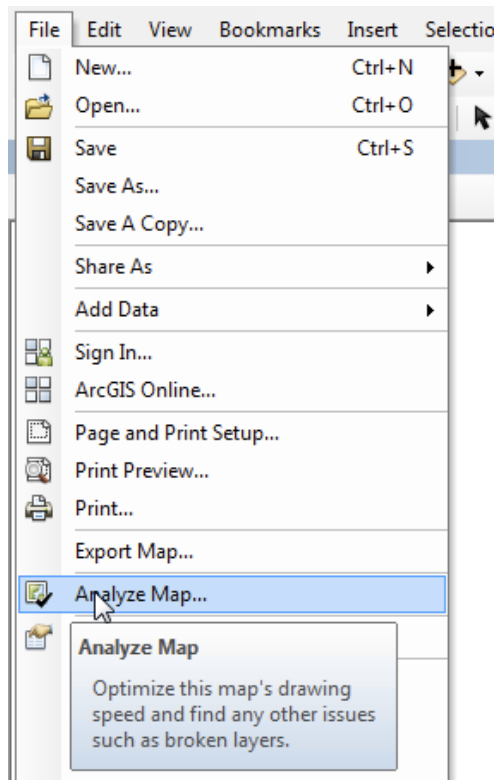 File Edit View Bookmarks Insert Selectio
New... Ctrl+N
Open... Ctrl+O
Save Ctrl+S
Save As...
Save A Copy...
Share As
Add Data
Sign In...
ArcGIS Online...
Page and Print Setup...
Print Preview...
Print...
Export Map...
Analyze Map...
Analyze Map
Optimize this map's drawing
speed and find any other issues
such as broken layers.